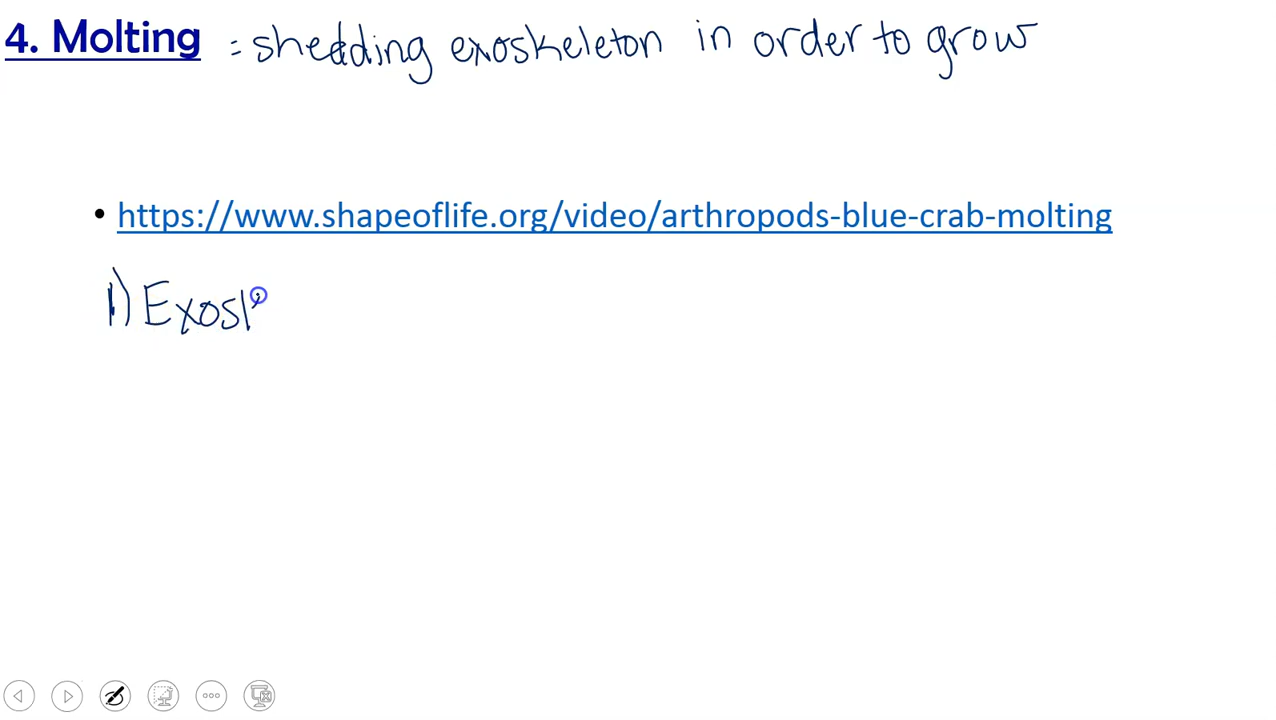 4. Molting = shedding exoskeleton in order to grow
• https://www.shapeoflife.org/video/arthropods-blue-crab-molting
1) Exosk